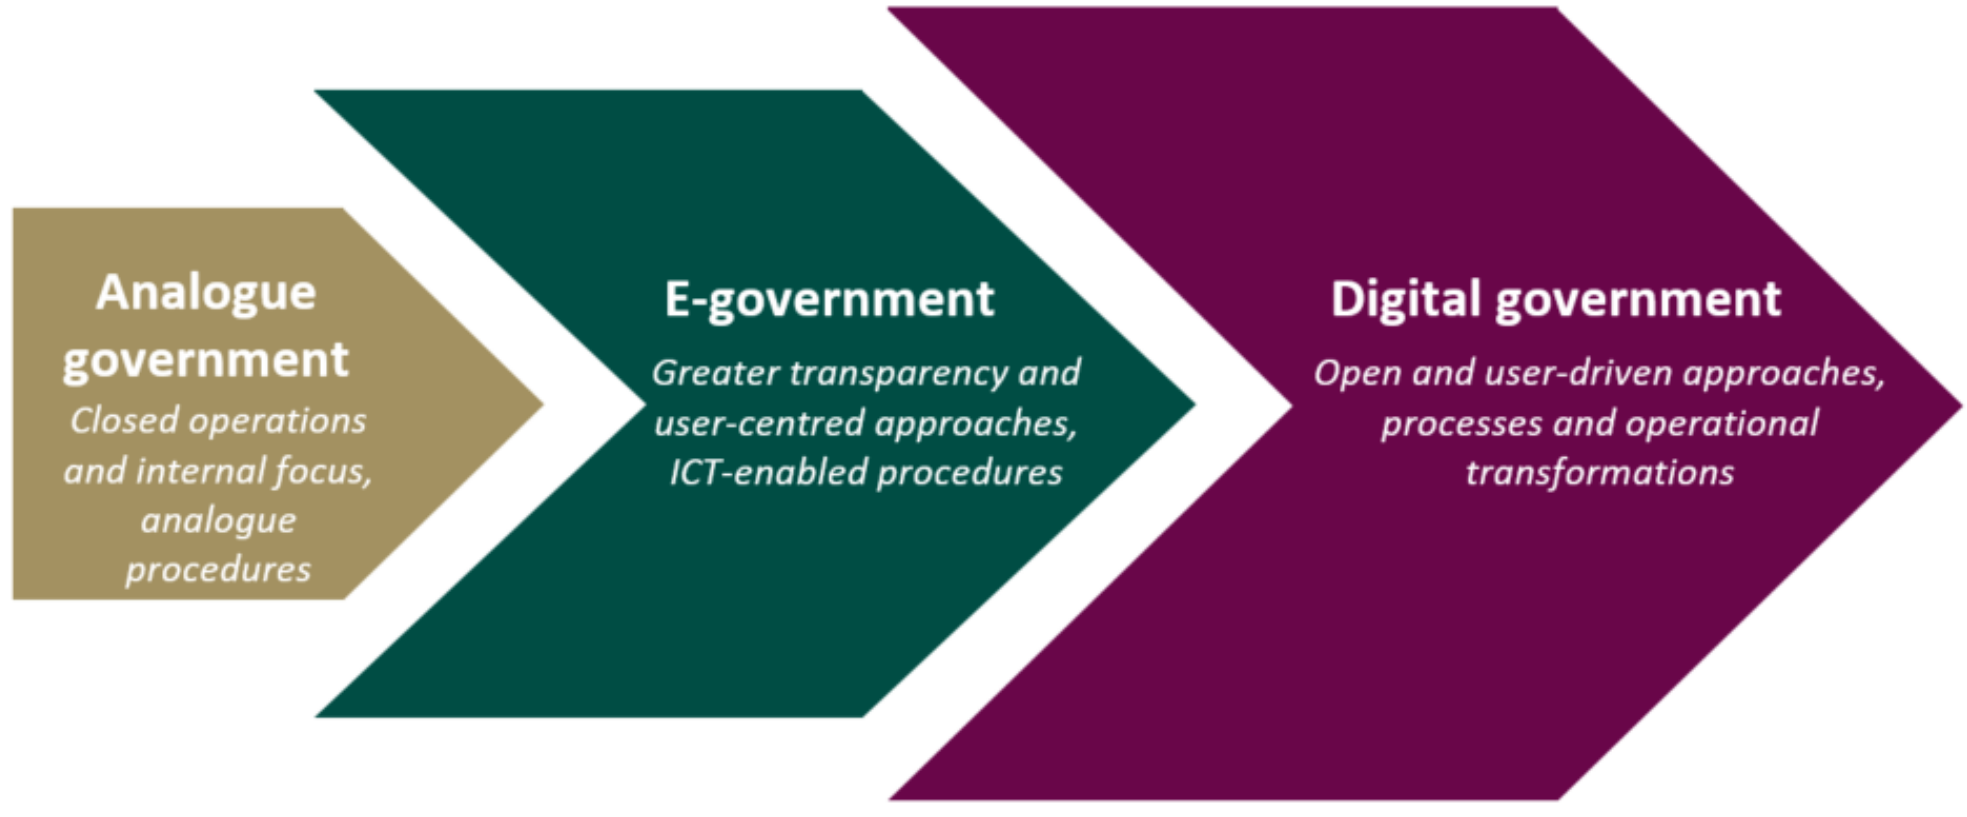 Analogue
government
Closed operations
and internal focus,
analogue
procedures
E-government
Greater transparency and
user-centred approaches,
ICT-enabled procedures
Digital government
Open and user-driven approaches,
processes and operational
transformations